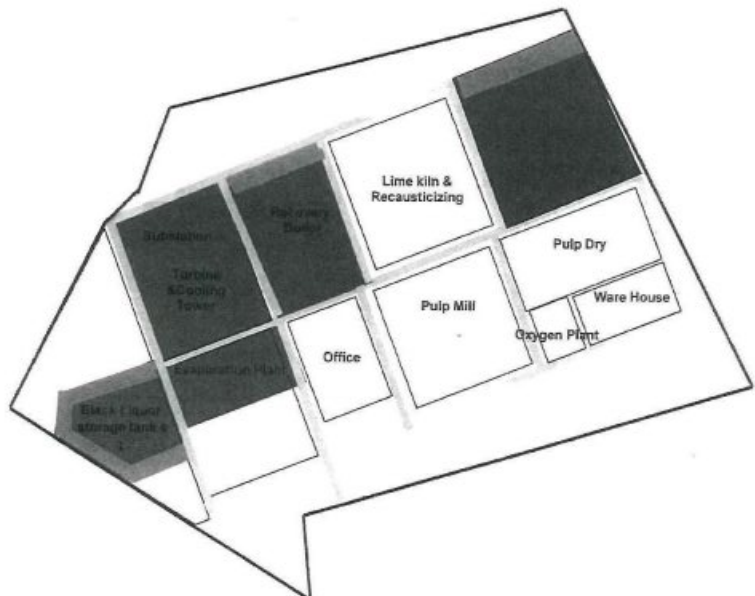 Lime kiln &
Recausticizing
Substation
Recovery
Boiler
Turbine
&Cooling
Tower
Pulp Dry
Ware House
Pulp Mill
Oxygen Plant
Office
Evaporation Plant
Black Liquor
storage tank s